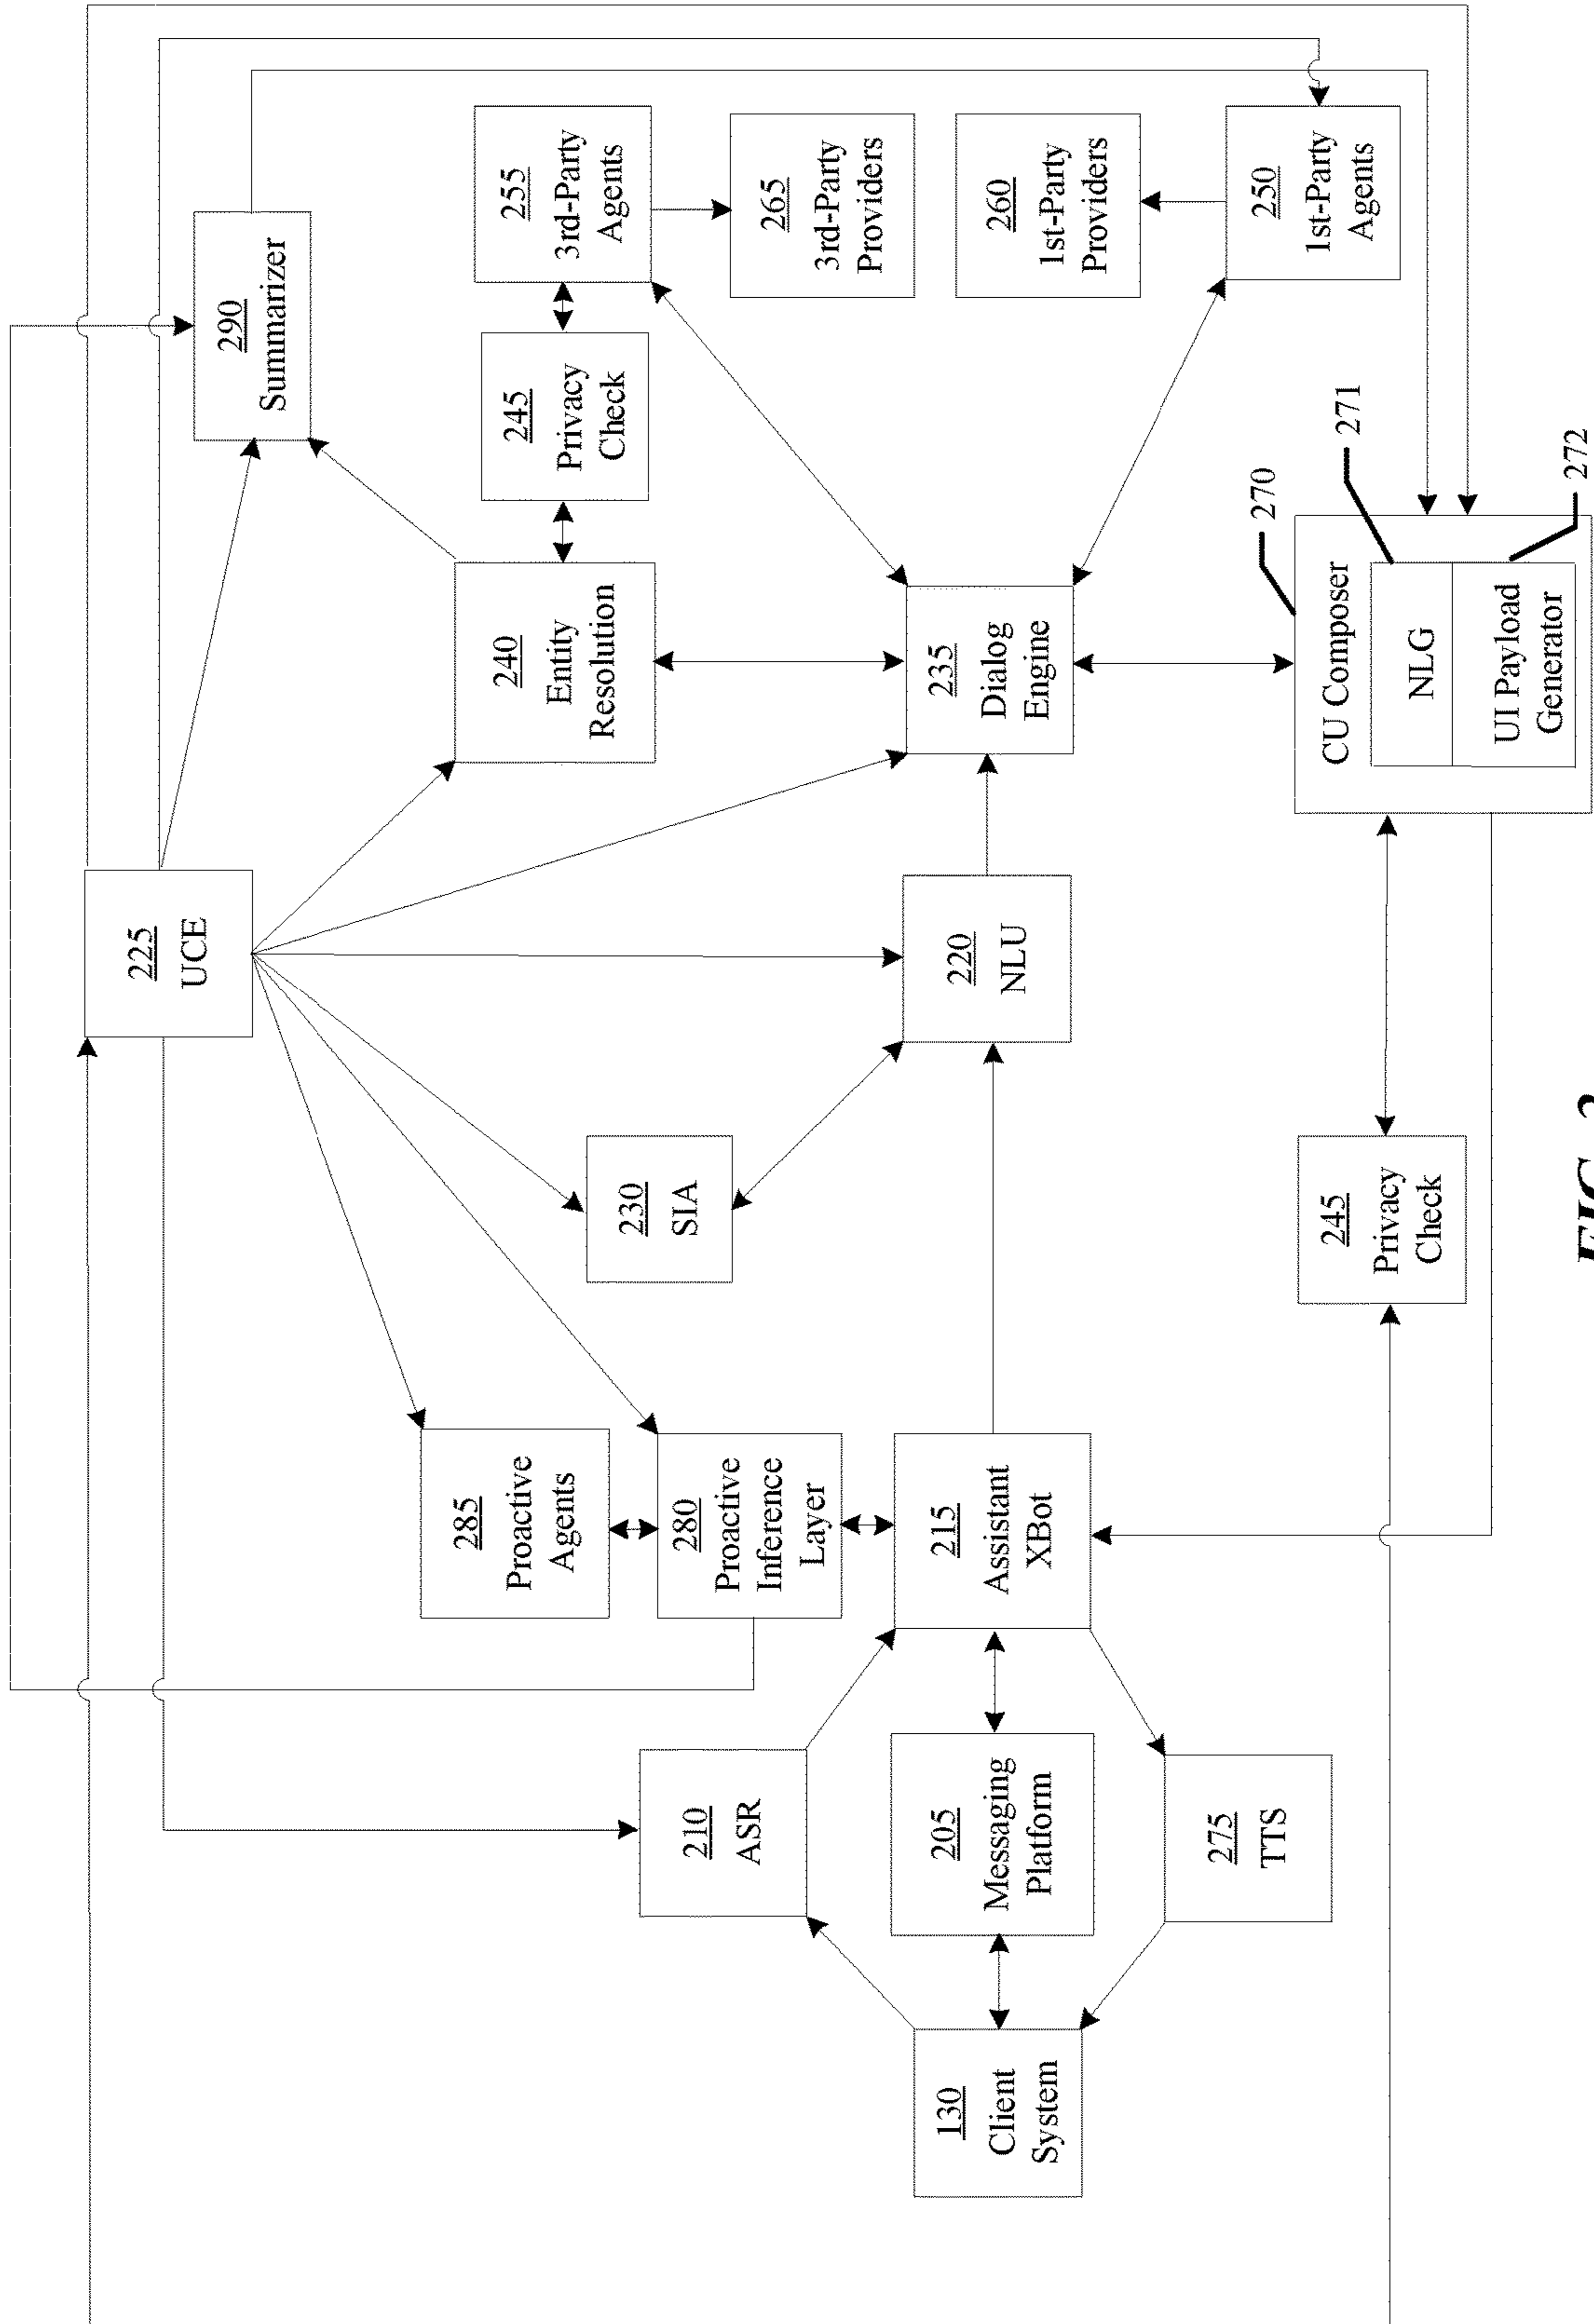 225
UCE
290
Summarizer
255
3rd-Party
Agents
245
Privacy
Check
240
Entity
Resolution
265
3rd-Party
Providers
260
1st-Party
Providers
250
1st-Party
Agents
285
Proactive
Agents
280
Proactive
Inference
Layer
230
SIA
220
NLU
235
Dialog
Engine
210
ASR
215
Assistant
XBot
205
Messaging
Platform
130
Client
System
275
TTS
245
Privacy
Check
CU Composer
NLG
UI Payload
Generator
270
271
272
FIG. 2